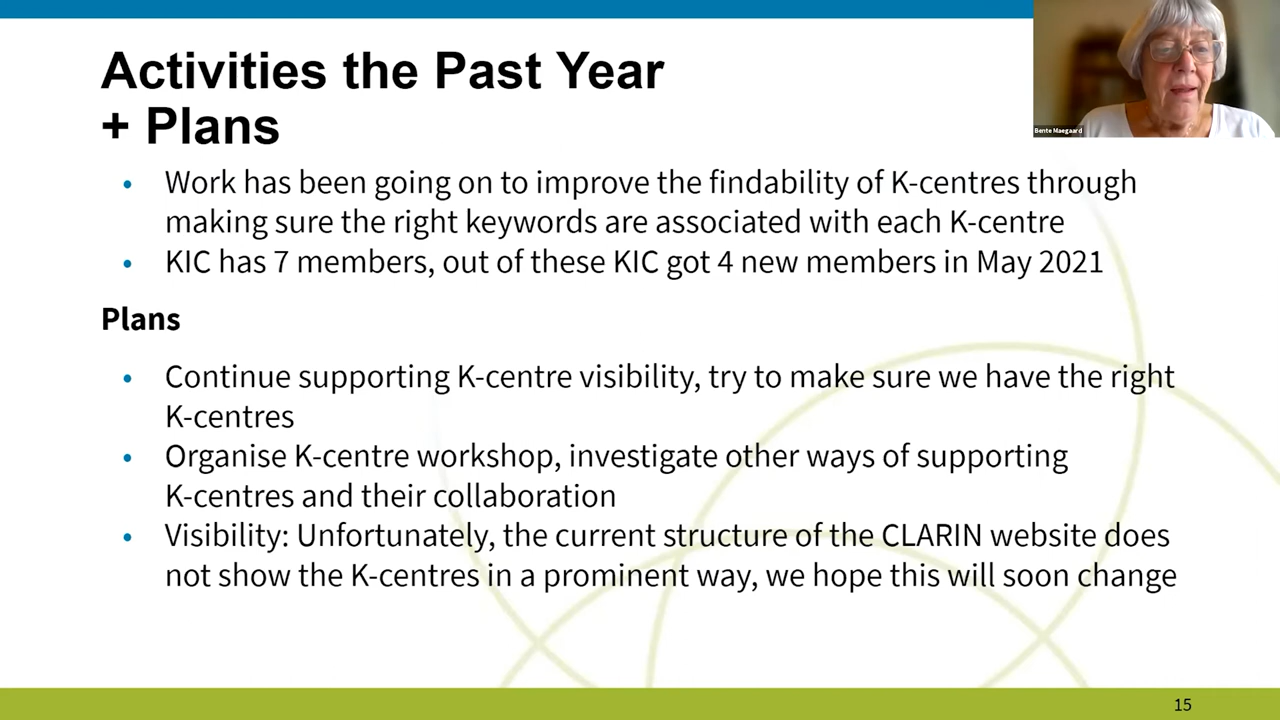 Activities the Past Year
+ Plans
Bente Maegaard
• Work has been going on to improve the findability of K-centres through
making sure the right keywords are associated with each K-centre
• KIC has 7 members, out of these KIC got 4 new members in May 2021
Plans
• Continue supporting K-centre visibility, try to make sure we have the right
K-centres
• Organise K-centre workshop, investigate other ways of supporting
K-centres and their collaboration
• Visibility: Unfortunately, the current structure of the CLARIN website does
not show the K-centres in a prominent way, we hope this will soon change
15